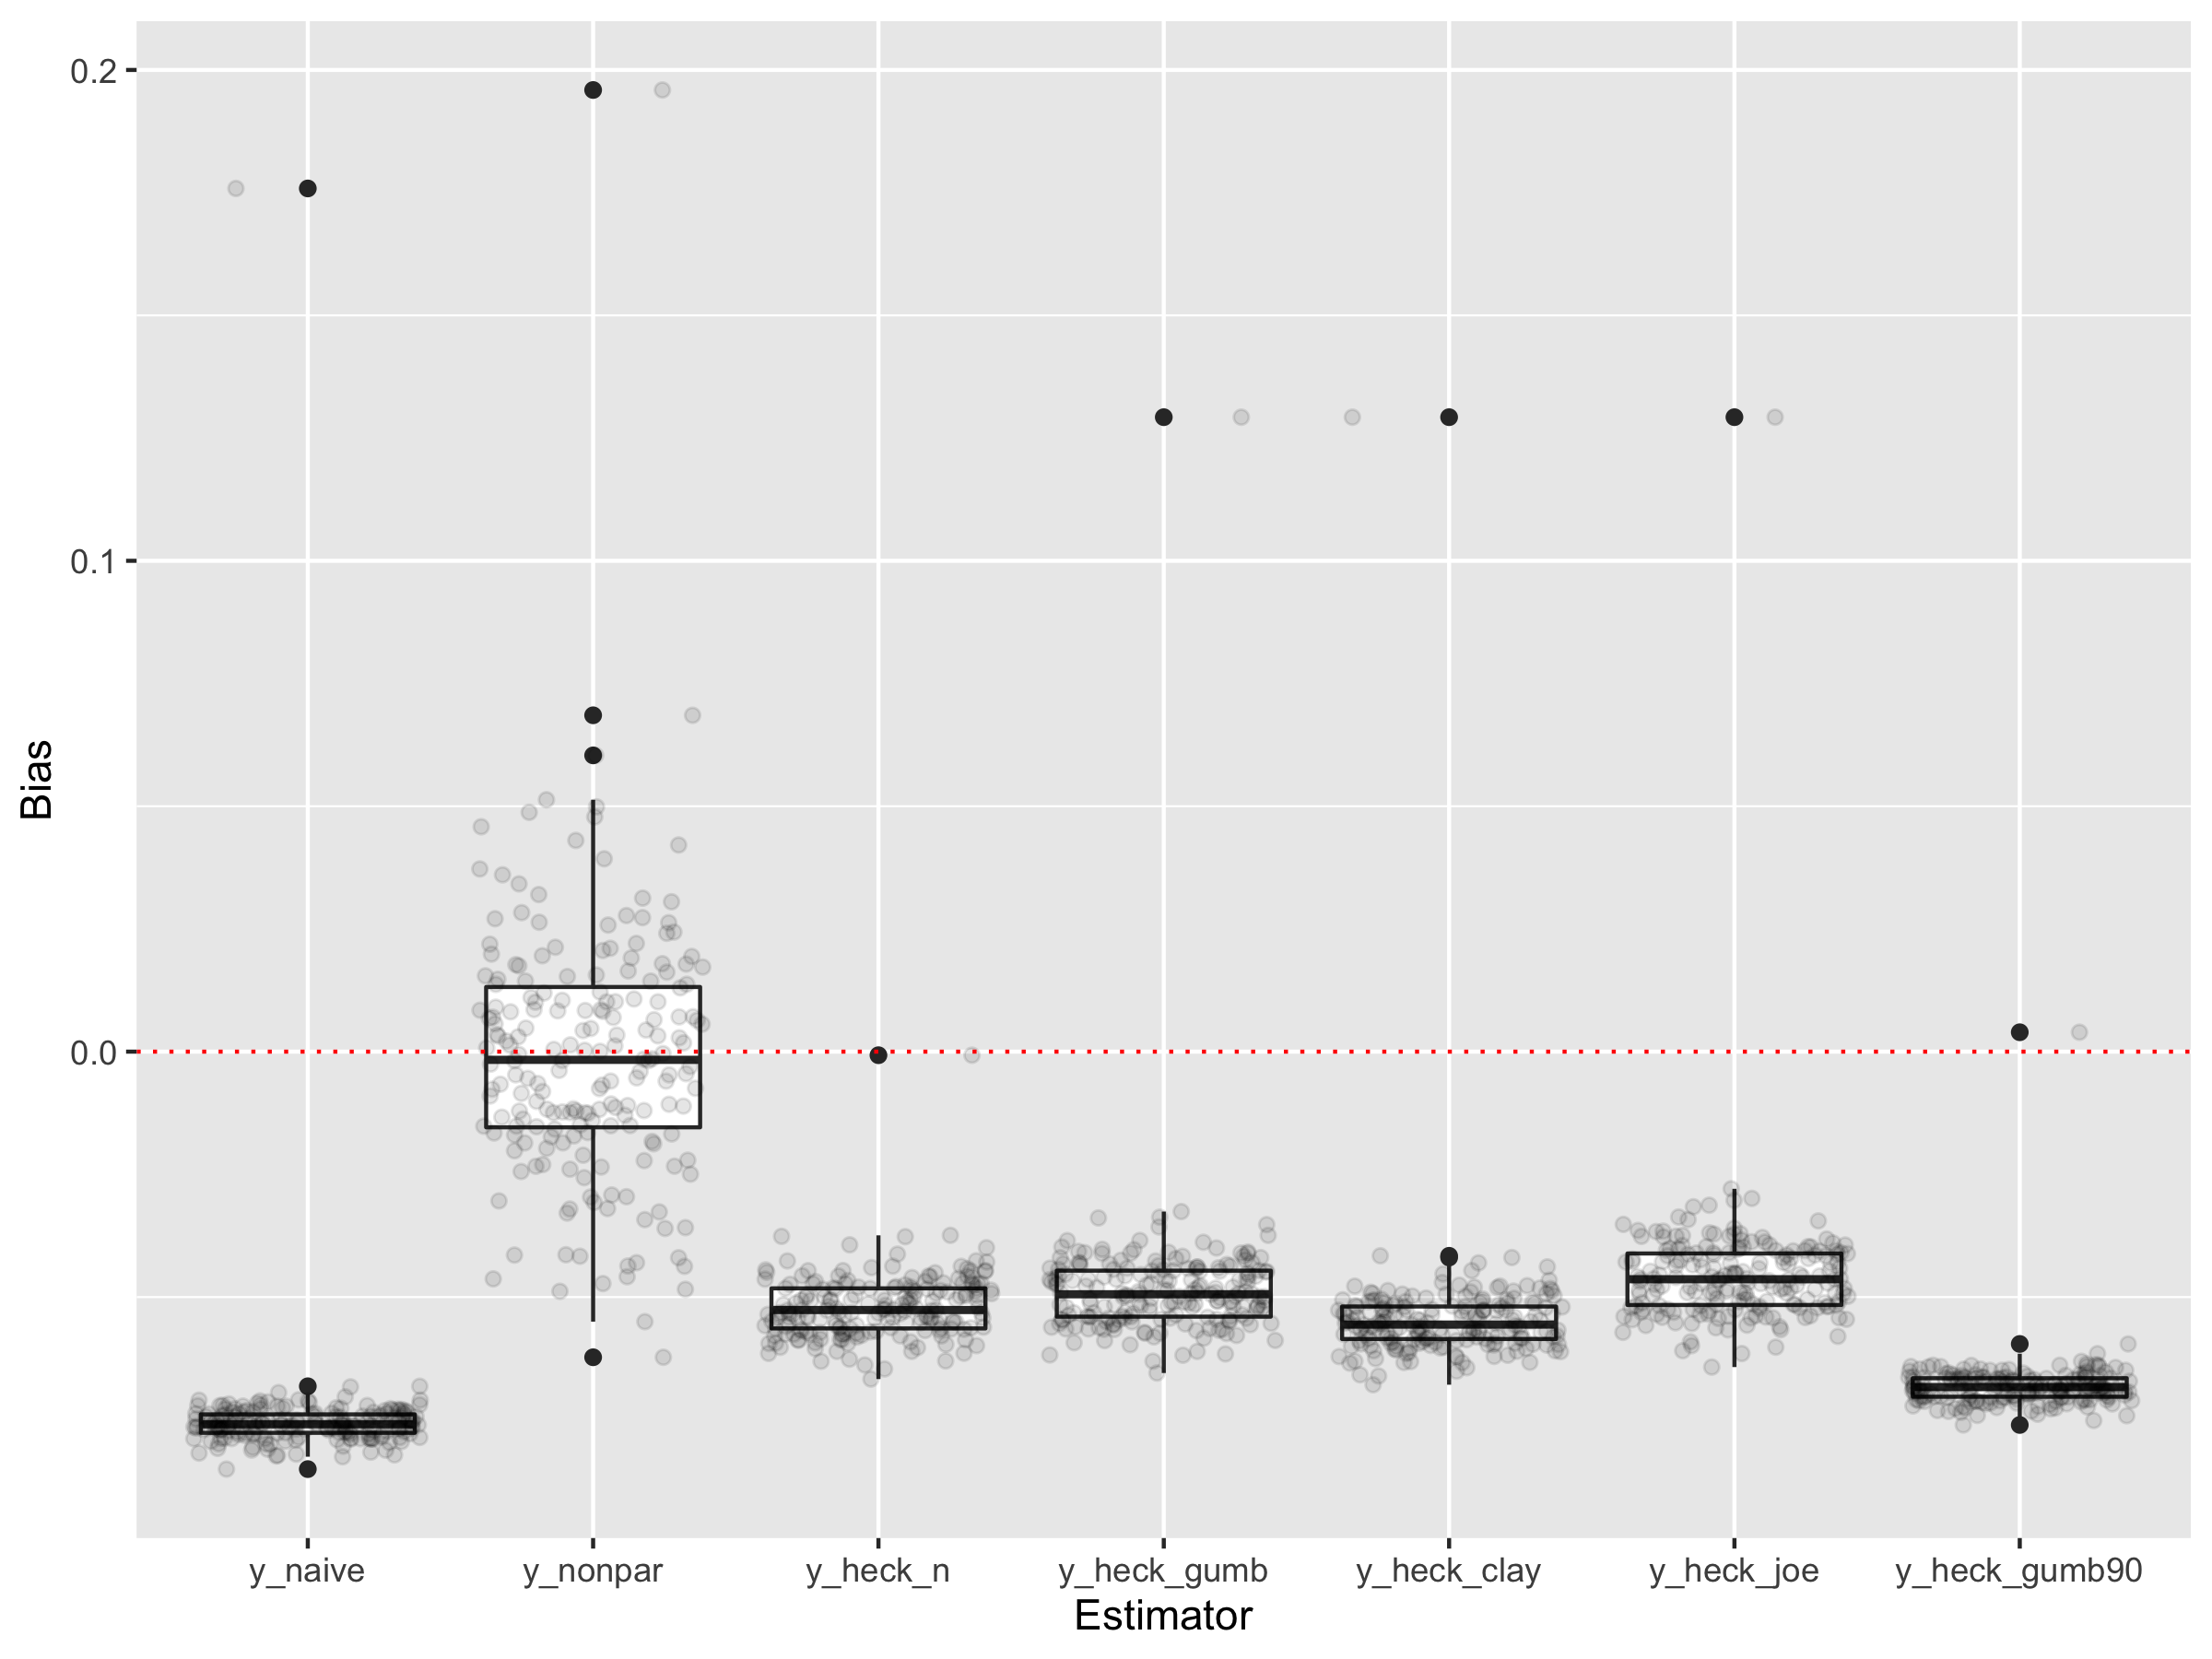 0.2
0.1
0.0
Bias
y_naive y_nonpar y_heck_n y_heck_gumb y_heck_clay y_heck_joe y_heck_gumb90
Estimator